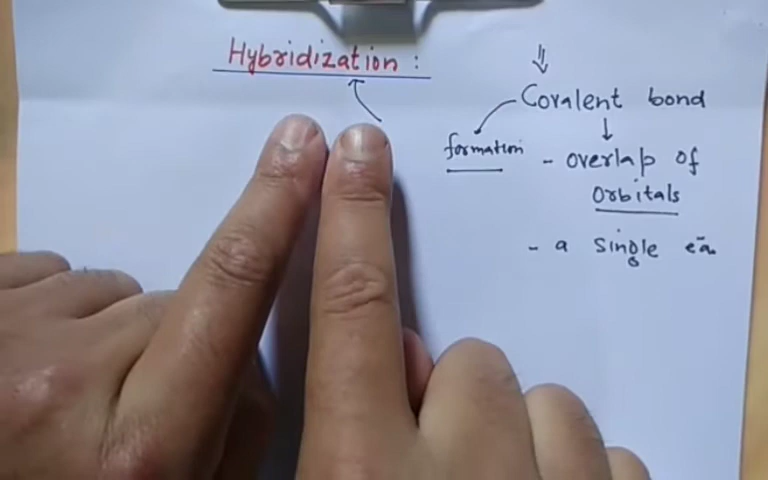 Hybridization :
Covalent bond
formation
- overlap of
Orbitals
- a single e⁻a